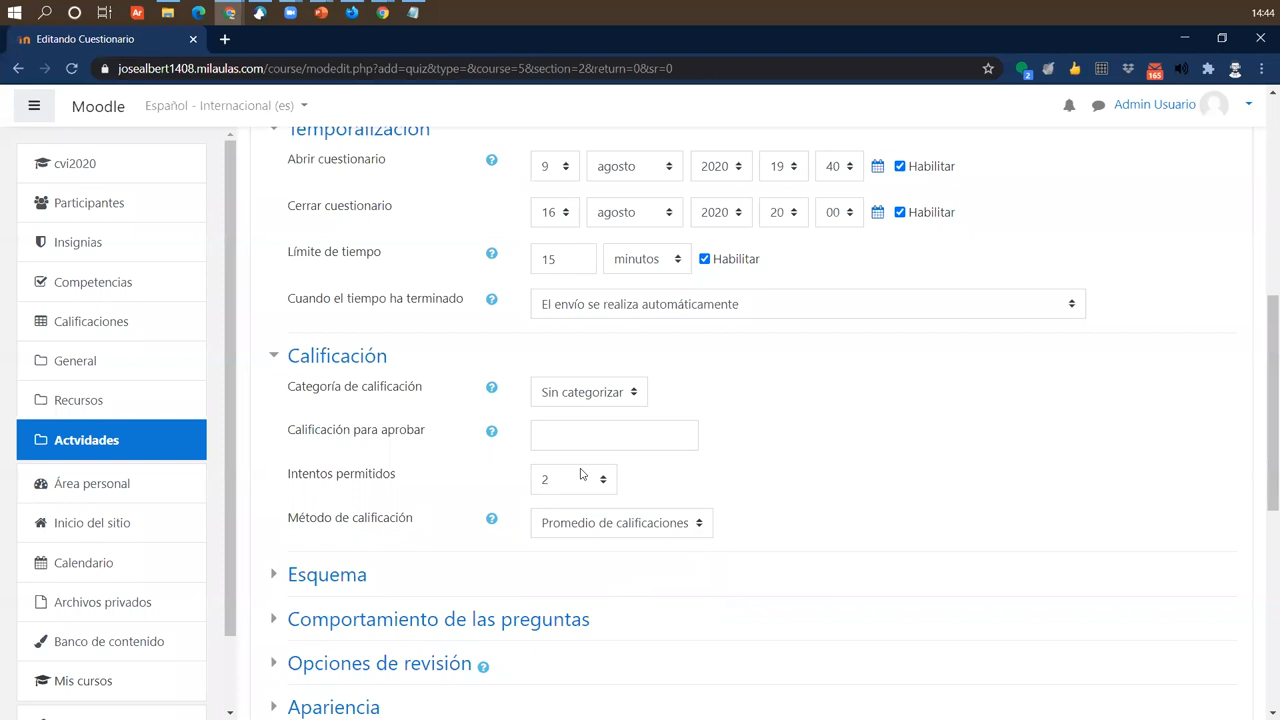 14:44
Editando Cuestionario
josealbert1408.milaulas.com/course/modedit.php?add=quiz&type=&course=5&section=2&return=0&sr=0
2
165
Moodle
Español - Internacional (es)
Admin Usuario
cvi2020
Participantes
Insignias
Competencias
Calificaciones
General
Recursos
Actvidades
Área personal
Inicio del sitio
Calendario
Archivos privados
Banco de contenido
Mis cursos
Temporalización
Abrir cuestionario 9 agosto 2020 19 40 Habilitar
Cerrar cuestionario 16 agosto 2020 20 00 Habilitar
Límite de tiempo 15 minutos Habilitar
Cuando el tiempo ha terminado El envío se realiza automáticamente
Calificación
Categoría de calificación Sin categorizar
Calificación para aprobar
Intentos permitidos 2
Método de calificación Promedio de calificaciones
Esquema
Comportamiento de las preguntas
Opciones de revisión
Apariencia